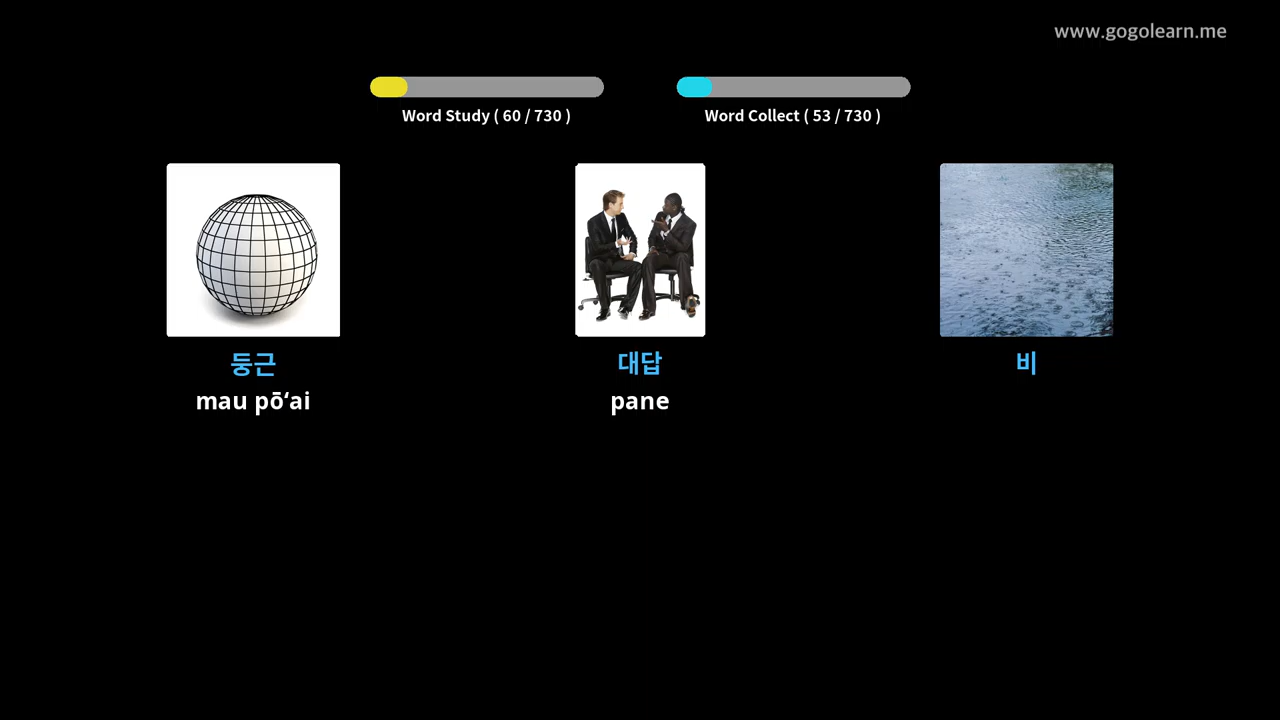 www.gogolearn.me
Word Study ( 60 / 730 )
Word Collect ( 53 / 730 )
둥근
대답
비
mau pōʻai
pane